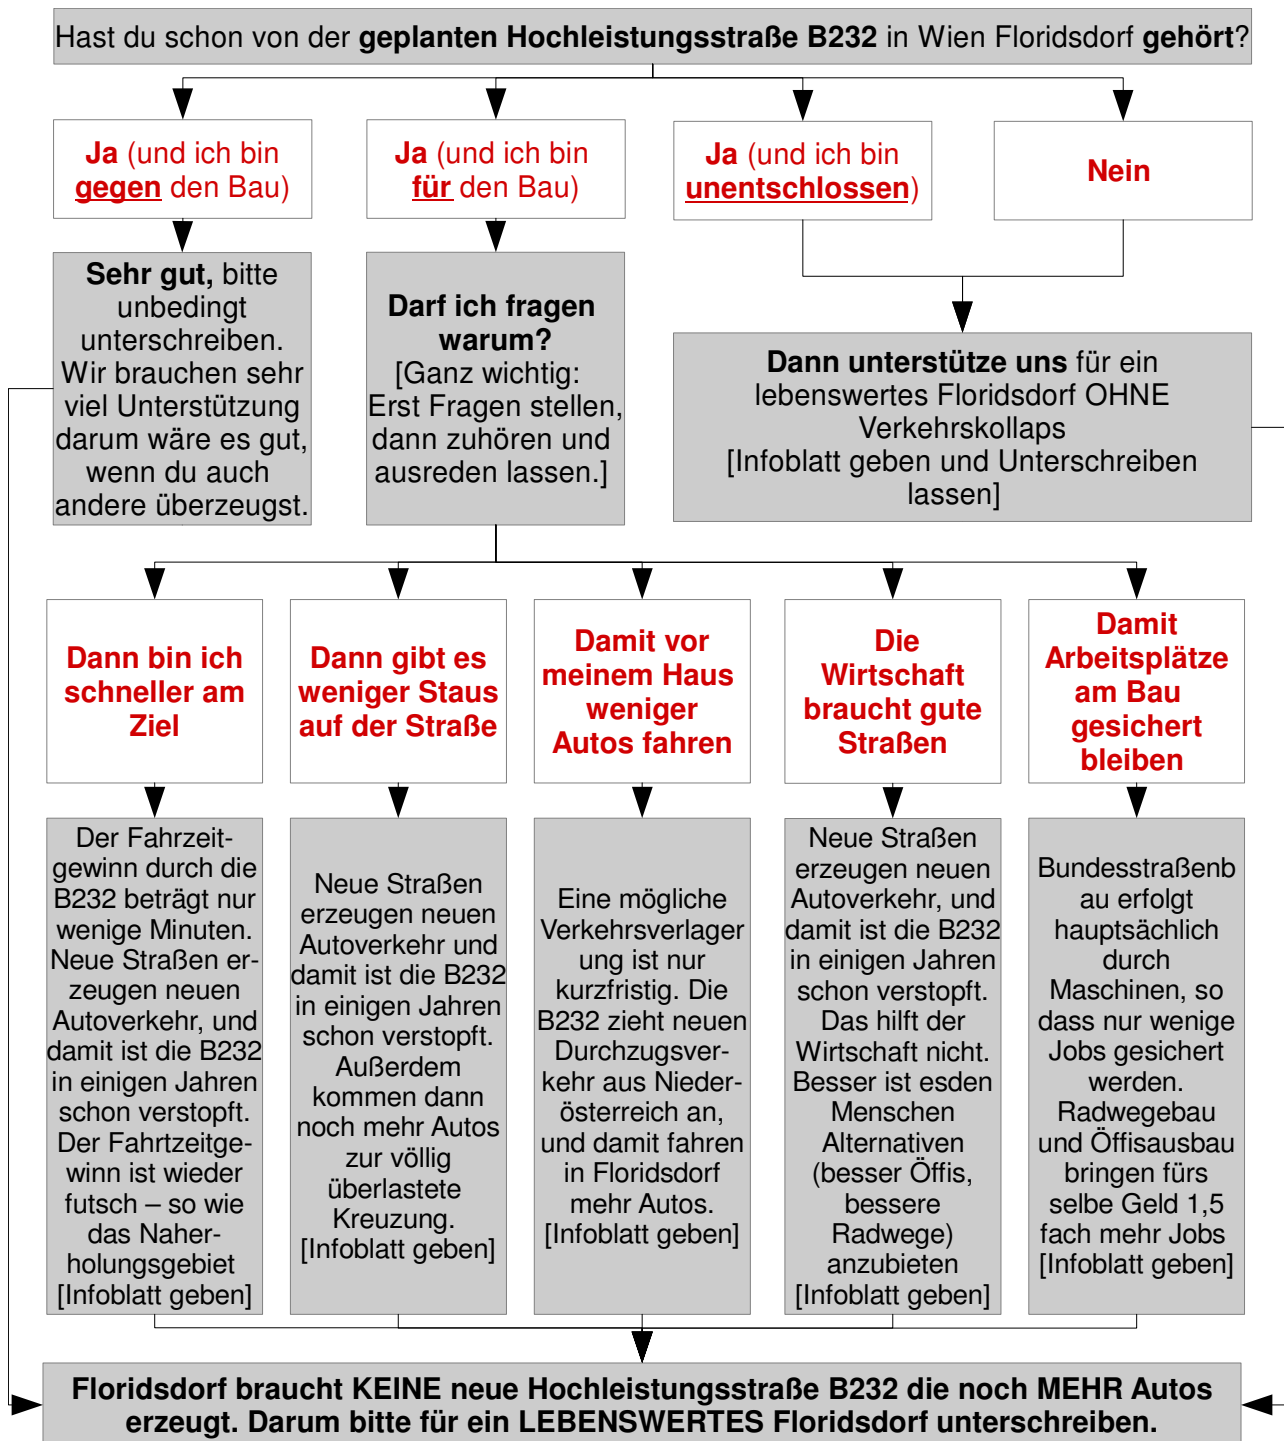 Hast du schon von der geplanten Hochleistungsstraße B232 in Wien Floridsdorf gehört?
Ja (und ich bin
gegen den Bau)
Ja (und ich bin
für den Bau)
Ja (und ich bin
unentschlossen)
Nein
Sehr gut, bitte
unbedingt
unterschreiben.
Wir brauchen sehr
viel Unterstützung
darum wäre es gut,
wenn du auch
andere überzeugst.
Darf ich fragen
warum?
[Ganz wichtig:
Erst Fragen stellen,
dann zuhören und
ausreden lassen.]
Dann unterstütze uns für ein
lebenswertes Floridsdorf OHNE
Verkehrskollaps
[Infoblatt geben und Unterschreiben
lassen]
Dann bin ich
schneller am
Ziel
Dann gibt es
weniger Staus
auf der Straße
Damit vor
meinem Haus
weniger
Autos fahren
Die
Wirtschaft
braucht gute
Straßen
Damit
Arbeitsplätze
am Bau
gesichert
bleiben
Der Fahrzeit-
gewinn durch die
B232 beträgt nur
wenige Minuten.
Neue Straßen er-
zeugen neuen
Autoverkehr, und
damit ist die B232
in einigen Jahren
schon verstopft.
Der Fahrtzeitge-
winn ist wieder
futsch – so wie
das Naher-
holungsgebiet
[Infoblatt geben]
Neue Straßen
erzeugen neuen
Autoverkehr und
damit ist die B232
in einigen Jahren
schon verstopft.
Außerdem
kommen dann
noch mehr Autos
zur völlig
überlastete
Kreuzung.
[Infoblatt geben]
Eine mögliche
Verkehrsverlager
ung ist nur
kurzfristig. Die
B232 zieht neuen
Durchzugsver-
kehr aus Nieder-
österreich an,
und damit fahren
in Floridsdorf
mehr Autos.
[Infoblatt geben]
Neue Straßen
erzeugen neuen
Autoverkehr, und
damit ist die B232
in einigen Jahren
schon verstopft.
Das hilft der
Wirtschaft nicht.
Besser ist esden
Menschen
Alternativen
(besser Öffis,
bessere
Radwege)
anzubieten
[Infoblatt geben]
Bundesstraßenb
au erfolgt
hauptsächlich
durch
Maschinen, so
dass nur wenige
Jobs gesichert
werden.
Radwegebau
und Öffisausbau
bringen fürs
selbe Geld 1,5
fach mehr Jobs
[Infoblatt geben]
Floridsdorf braucht KEINE neue Hochleistungsstraße B232 die noch MEHR Autos
erzeugt. Darum bitte für ein LEBENSWERTES Floridsdorf unterschreiben.